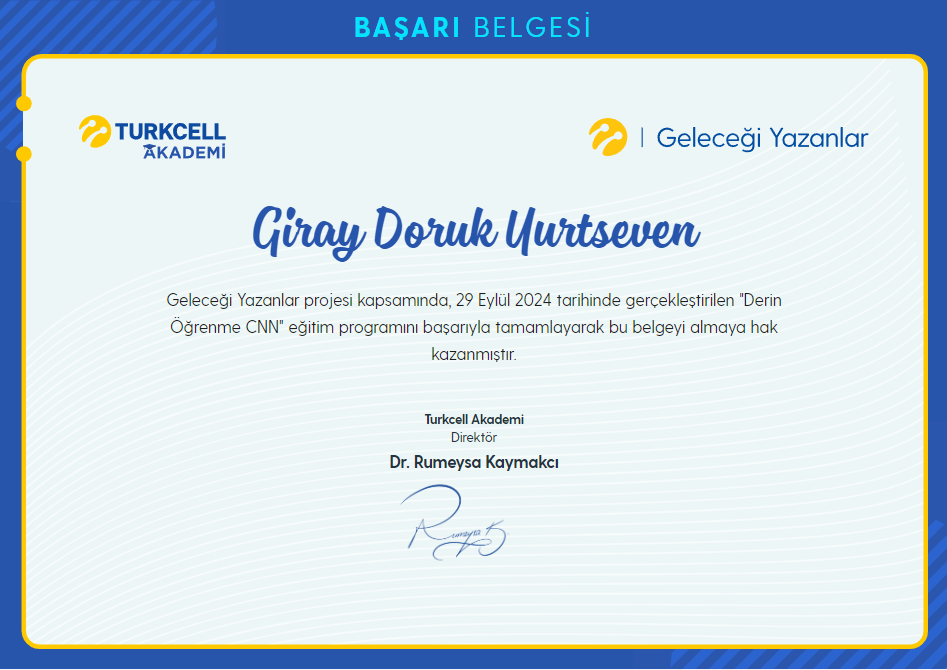 BAŞARI BELGESİ
TURKCELL
AKADEMİ
Geleceği Yazanlar
Giray Doruk Yurtseven
Geleceği Yazanlar projesi kapsamında, 29 Eylül 2024 tarihinde gerçekleştirilen "Derin
Öğrenme CNN" eğitim programını başarıyla tamamlayarak bu belgeyi almaya hak
kazanmıştır.
Turkcell Akademi
Direktör
Dr. Rumeysa Kaymakcı
Rumeysa K